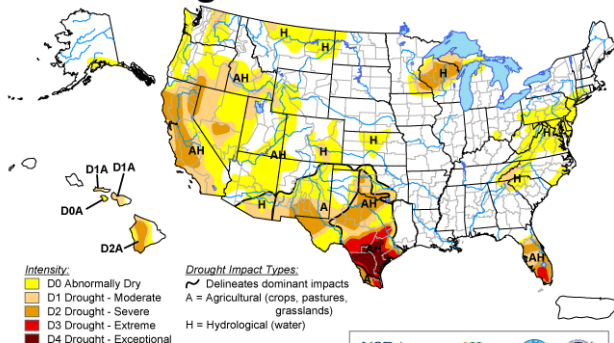 H
H
H
AH
H
AH
AH
H
H
H
H
A
AH
AH
AH
D1A
D1A
D0A
D2A
Intensity:
D0 Abnormally Dry
D1 Drought - Moderate
D2 Drought - Severe
D3 Drought - Extreme
D4 Drought - Exceptional
Drought Impact Types:
Delineates dominant impacts
A = Agricultural (crops, pastures,
grasslands)
H = Hydrological (water)